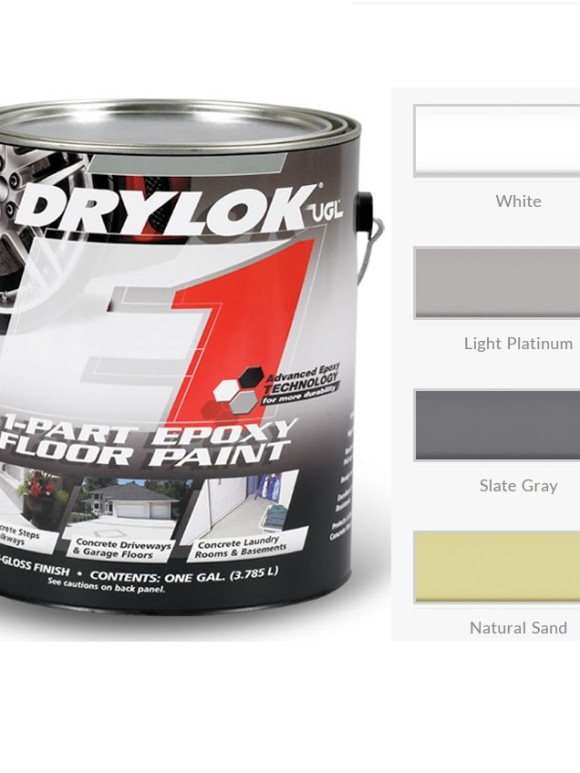 DRYLOK® UGL
E1
Advanced Epoxy
TECHNOLOGY
for more durability
1-PART EPOXY
FLOOR PAINT
Concrete Driveways
& Garage Floors
Concrete Laundry
Rooms & Basements
-GLOSS FINISH • CONTENTS: ONE GAL. (3.785 L)
See cautions on back panel.
White
Light Platinum
Slate Gray
Natural Sand